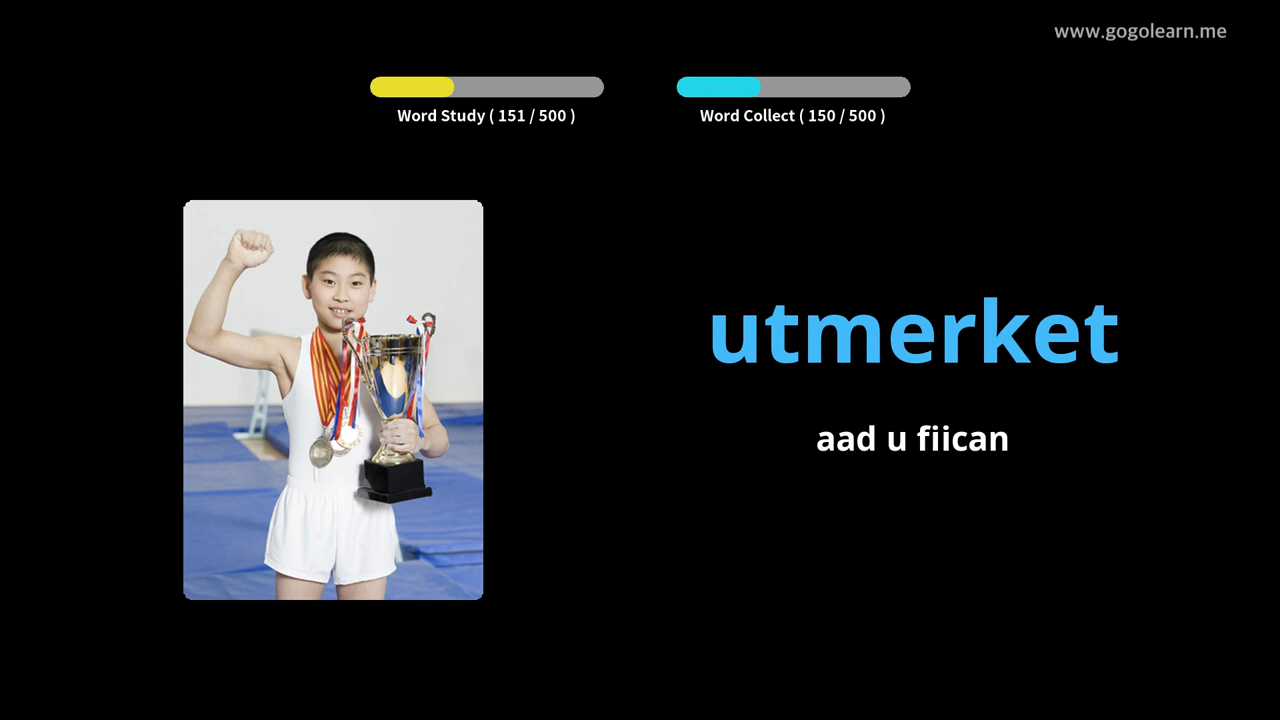 www.gogolearn.me
Word Study ( 151 / 500 )
Word Collect ( 150 / 500 )
utmerket
aad u fiican